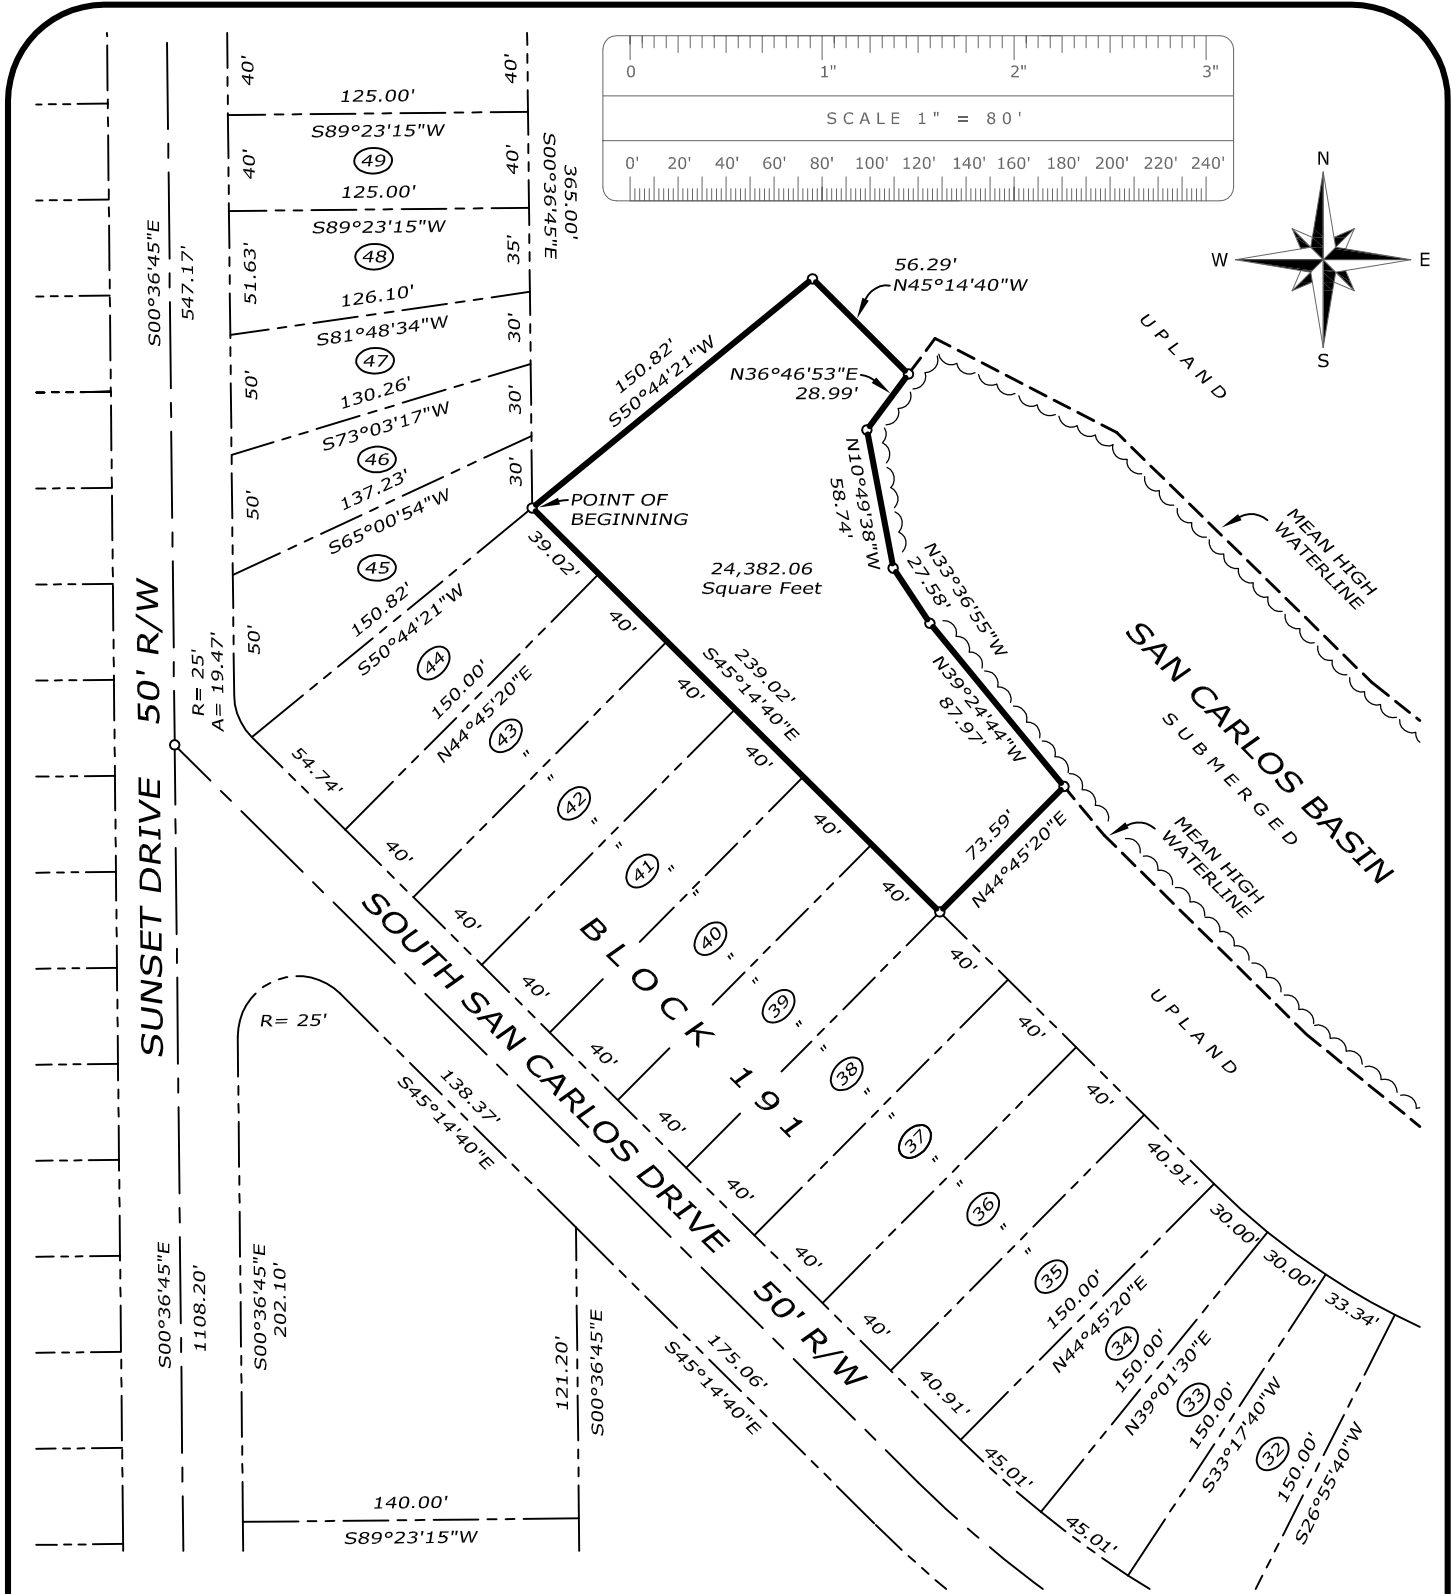 0 1" 2" 3"
SCALE 1" = 80'
0' 20' 40' 60' 80' 100' 120' 140' 160' 180' 200' 220' 240'
N
W E
S
40'
40'
125.00'
S89°23'15"W
49
40'
40'
365.00'
S00°36'45"E
125.00'
S89°23'15"W
48
51.63'
35'
S00°36'45"E
547.17'
126.10'
S81°48'34"W
47
30'
50'
130.26'
S73°03'17"W
46
30'
50'
137.23'
S65°00'54"W
45
30'
50'
150.82'
S50°44'21"W
56.29'
N45°14'40"W
N36°46'53"E
28.99'
150.82'
S50°44'21"W
POINT OF
BEGINNING
N10°49'38"W
58.74'
24,382.06
Square Feet
N33°36'55"W
27.58'
N39°24'44"W
87.97'
239.02'
S45°14'40"E
73.59'
N44°45'20"E
UPLAND
MEAN HIGH
WATERLINE
SAN CARLOS BASIN
SUBMERGED
MEAN HIGH
WATERLINE
UPLAND
SUNSET DRIVE 50' R/W
R= 25'
A= 19.47'
39.02'
40'
40'
40'
40'
40'
40'
40'
40'
40.91'
30.00'
30.00'
33.34'
44
150.00'
N44°45'20"E
43
" "
42
" "
41
" "
40
" "
39
" "
38
" "
37
" "
36
" "
35
150.00'
N44°45'20"E
34
150.00'
N39°01'30"E
33
150.00'
S33°17'40"W
32
150.00'
S26°55'40"W
BLOCK 191
54.74'
40'
40'
40'
40'
40'
40'
40'
40'
40.91'
45.01'
45.01'
SOUTH SAN CARLOS DRIVE 50' R/W
R= 25'
138.37'
S45°14'40"E
175.06'
S45°14'40"E
S00°36'45"E
1108.20'
S00°36'45"E
202.10'
121.20'
S00°36'45"E
140.00'
S89°23'15"W